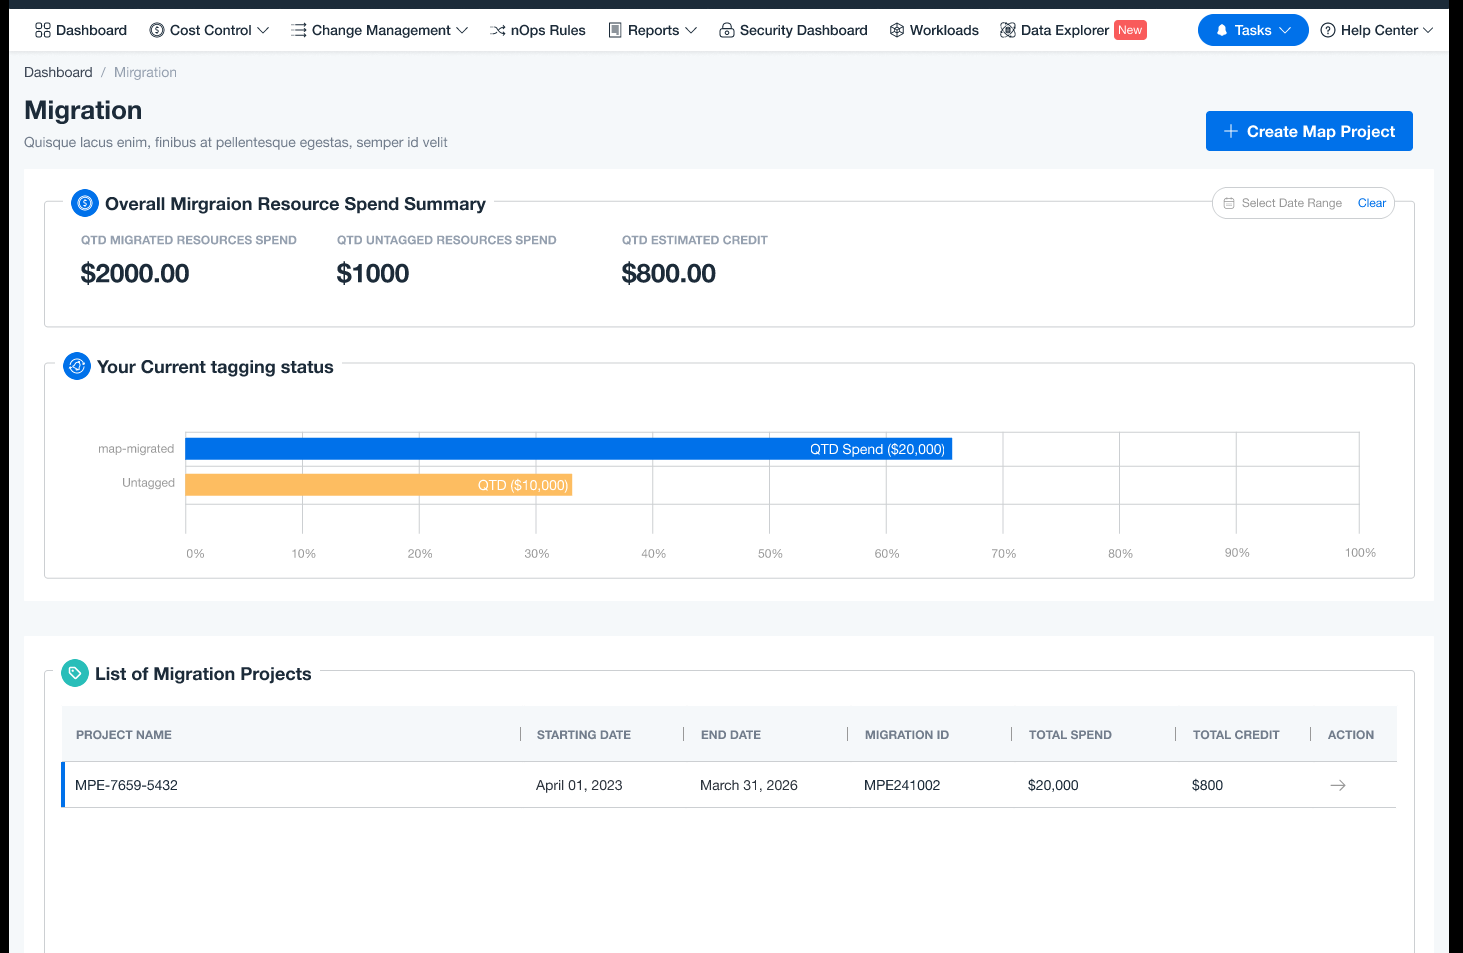 Dashboard Cost Control Change Management nOps Rules Reports Security Dashboard Workloads Data Explorer New Tasks Help Center
Dashboard / Mirgration
Migration
Quisque lacus enim, finibus at pellentesque egestas, semper id velit
Create Map Project
Overall Mirgraion Resource Spend Summary
Select Date Range Clear
QTD MIGRATED RESOURCES SPEND QTD UNTAGGED RESOURCES SPEND QTD ESTIMATED CREDIT
$2000.00 $1000 $800.00
Your Current tagging status
map-migrated QTD Spend ($20,000)
Untagged QTD ($10,000)
0% 10% 20% 30% 40% 50% 60% 70% 80% 90% 100%
List of Migration Projects
PROJECT NAME STARTING DATE END DATE MIGRATION ID TOTAL SPEND TOTAL CREDIT ACTION
MPE-7659-5432 April 01, 2023 March 31, 2026 MPE241002 $20,000 $800